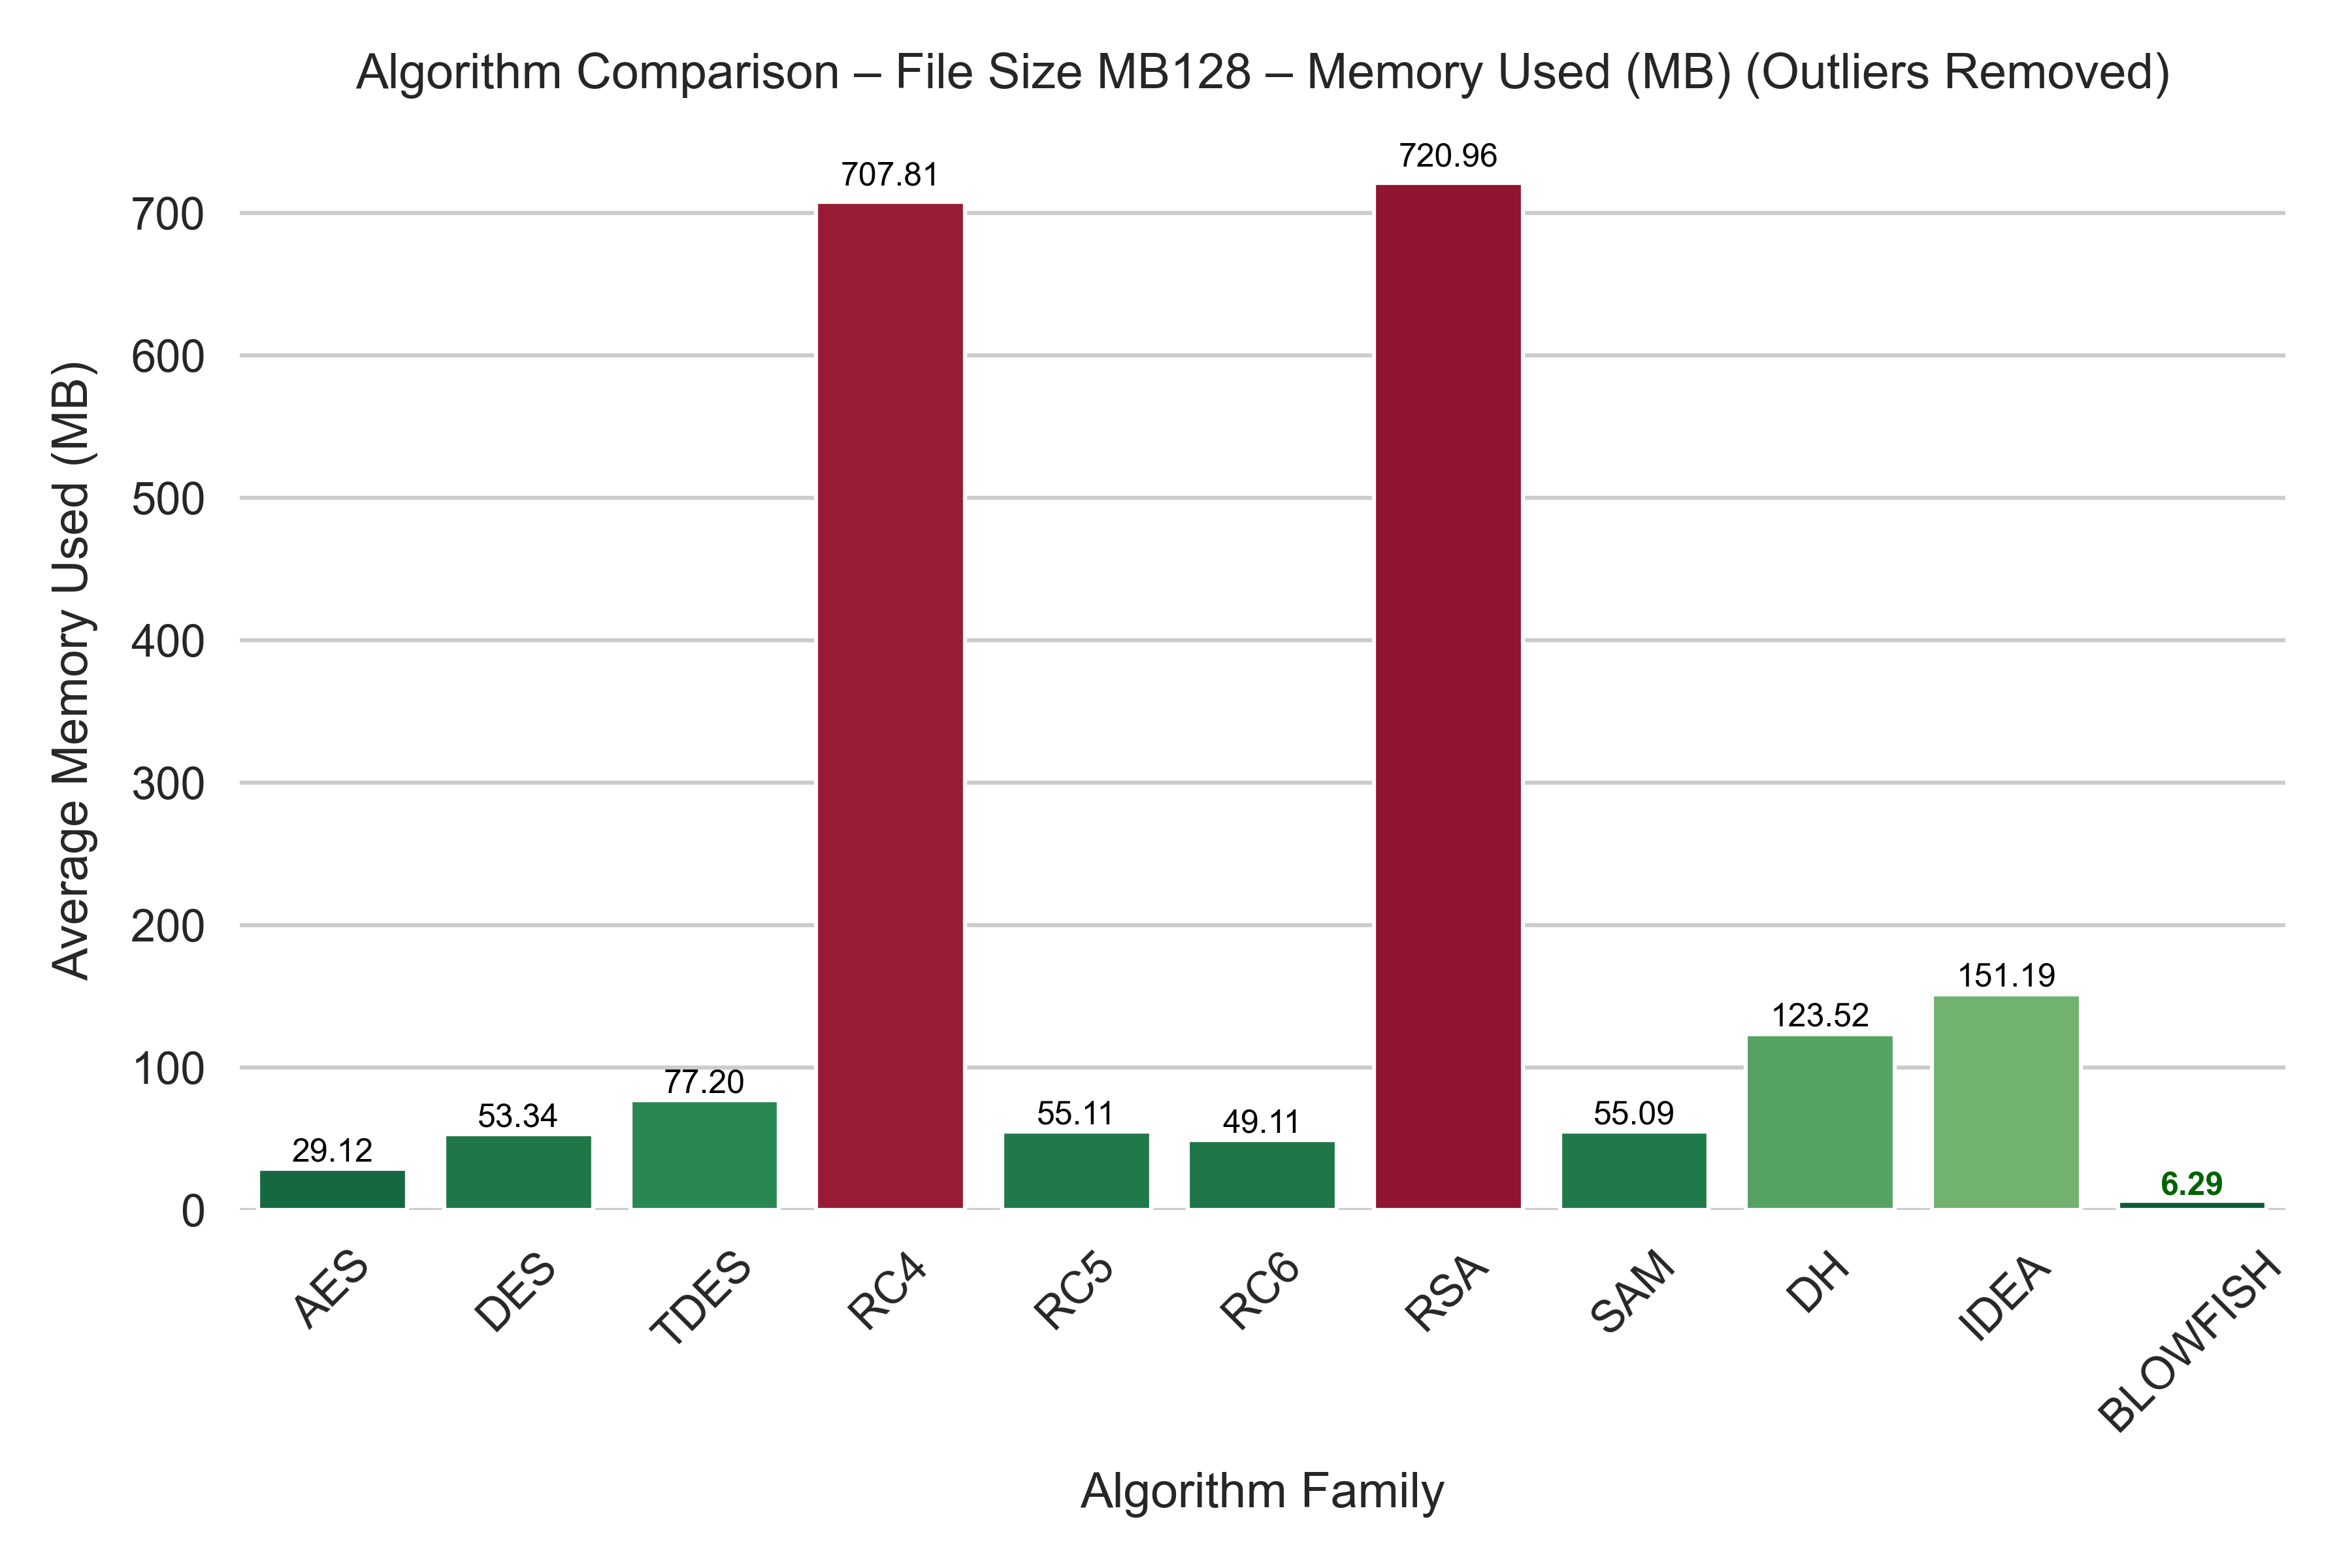 Algorithm Comparison – File Size MB128 – Memory Used (MB) (Outliers Removed)
Average Memory Used (MB)
700
600
500
400
300
200
100
0
29.12
53.34
77.20
707.81
55.11
49.11
720.96
55.09
123.52
151.19
6.29
AES
DES
TDES
RC4
RC5
RC6
RSA
SAM
DH
IDEA
BLOWFISH
Algorithm Family